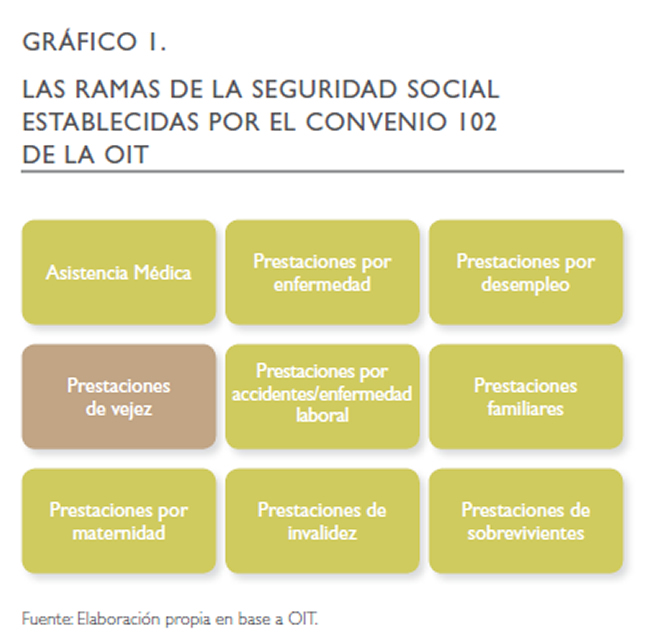 GRÁFICO 1.
LAS RAMAS DE LA SEGURIDAD SOCIAL
ESTABLECIDAS POR EL CONVENIO 102
DE LA OIT
Asistencia Médica
Prestaciones por
enfermedad
Prestaciones por
desempleo
Prestaciones
de vejez
Prestaciones por
accidentes/enfermedad
laboral
Prestaciones
familiares
Prestaciones por
maternidad
Prestaciones de
invalidez
Prestaciones de
sobrevivientes
Fuente: Elaboración propia en base a OIT.